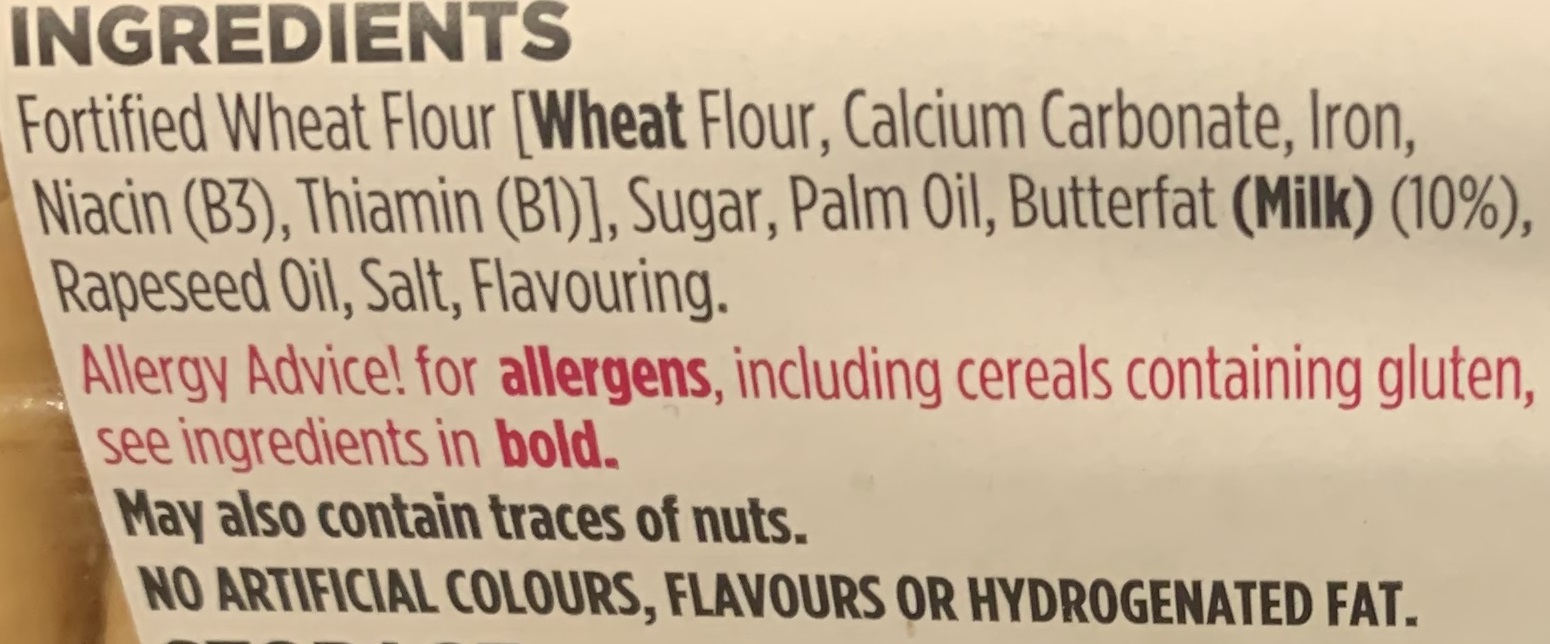 INGREDIENTS
Fortified Wheat Flour [Wheat Flour, Calcium Carbonate, Iron,
Niacin (B3), Thiamin (B1)], Sugar, Palm Oil, Butterfat (Milk) (10%),
Rapeseed Oil, Salt, Flavouring.
Allergy Advice! for allergens, including cereals containing gluten,
see ingredients in bold.
May also contain traces of nuts.
NO ARTIFICIAL COLOURS, FLAVOURS OR HYDROGENATED FAT.